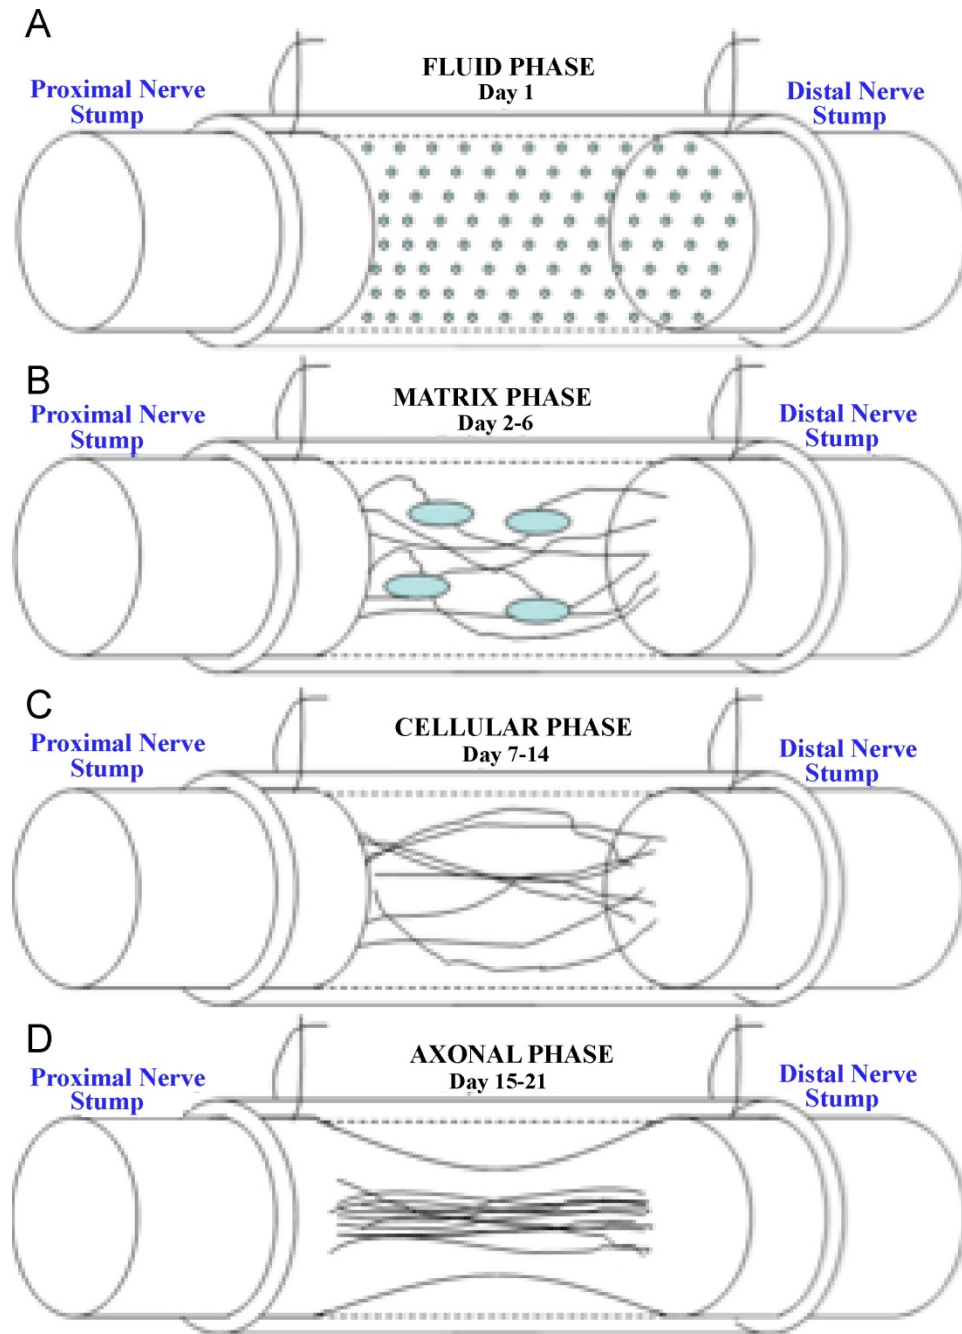 A
FLUID PHASE
Day 1
Proximal Nerve
Stump
Distal Nerve
Stump
B
MATRIX PHASE
Day 2-6
Proximal Nerve
Stump
Distal Nerve
Stump
C
CELLULAR PHASE
Day 7-14
Proximal Nerve
Stump
Distal Nerve
Stump
D
AXONAL PHASE
Day 15-21
Proximal Nerve
Stump
Distal Nerve
Stump